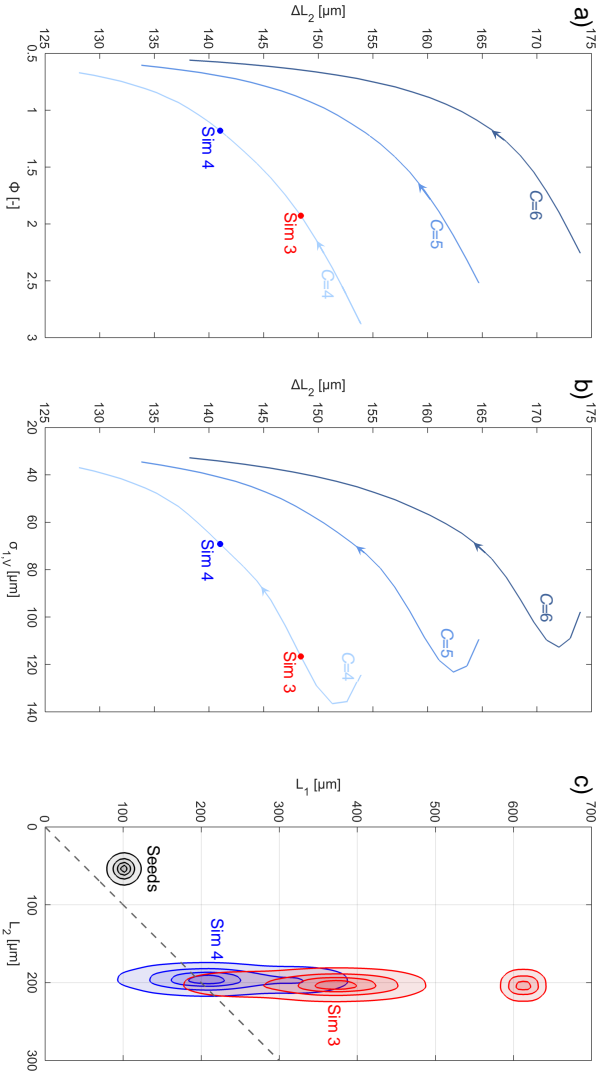 a)
ΔL2 [μm]
175
170
165
160
155
150
145
140
135
130
125
0.5
1
1.5
2
2.5
3
Φ [-]
C=6
C=5
C=4
Sim 4
Sim 3
b)
ΔL2 [μm]
175
170
165
160
155
150
145
140
135
130
125
20
40
60
80
100
120
140
σ1,V [μm]
C=6
C=5
C=4
Sim 4
Sim 3
c)
L1 [μm]
700
600
500
400
300
200
100
0
0
100
200
300
L2 [μm]
Seeds
Sim 4
Sim 3